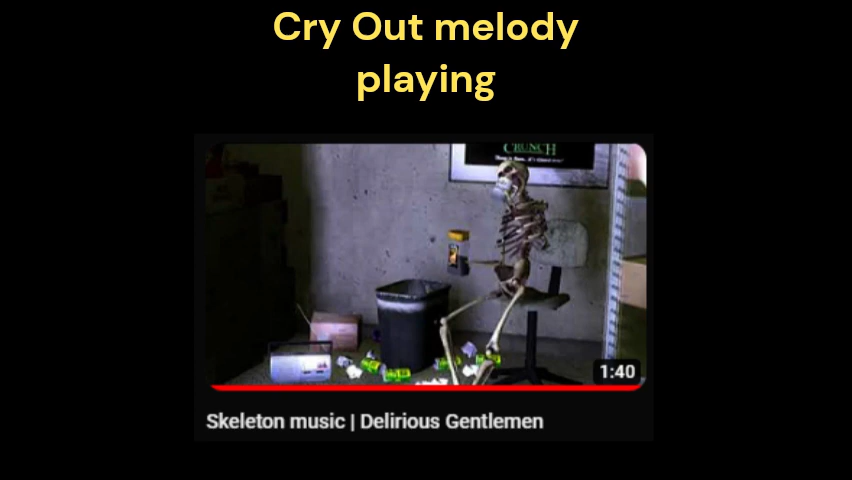 Cry Out melody
playing
CRUNCH
1:40
Skeleton music | Delirious Gentlemen